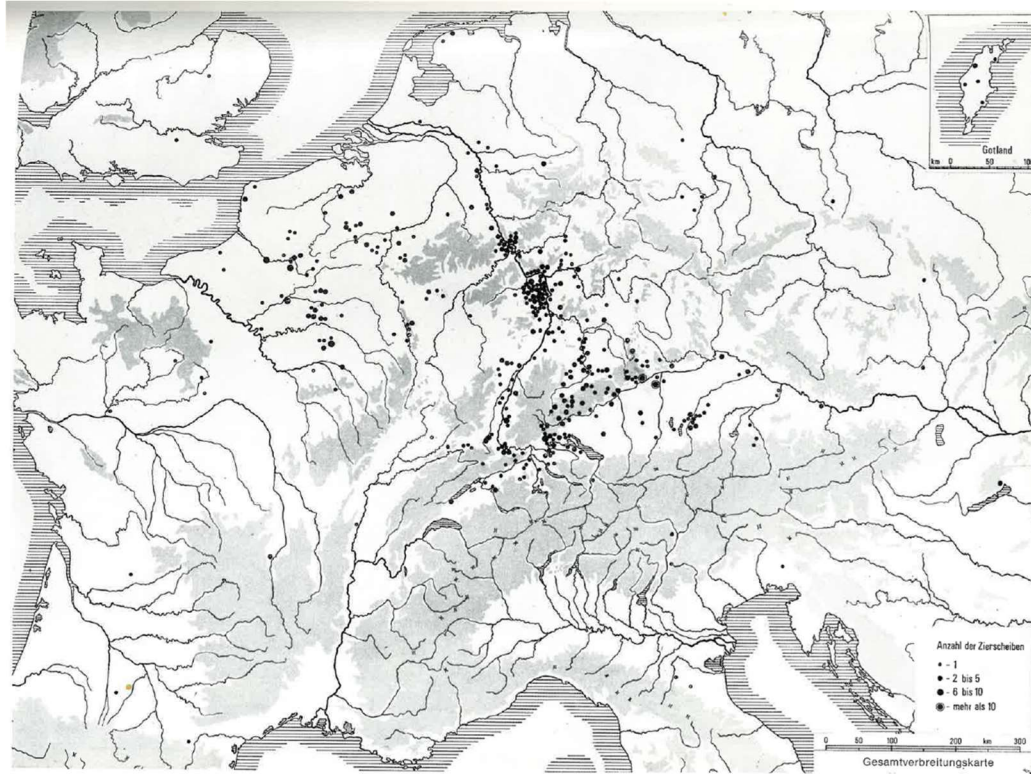 Gotland
km 0 50 100
Anzahl der Zierscheiben
- 1
- 2 bis 5
- 6 bis 10
- mehr als 10
0 50 100 km 200 300
Gesamtverbreitungskarte